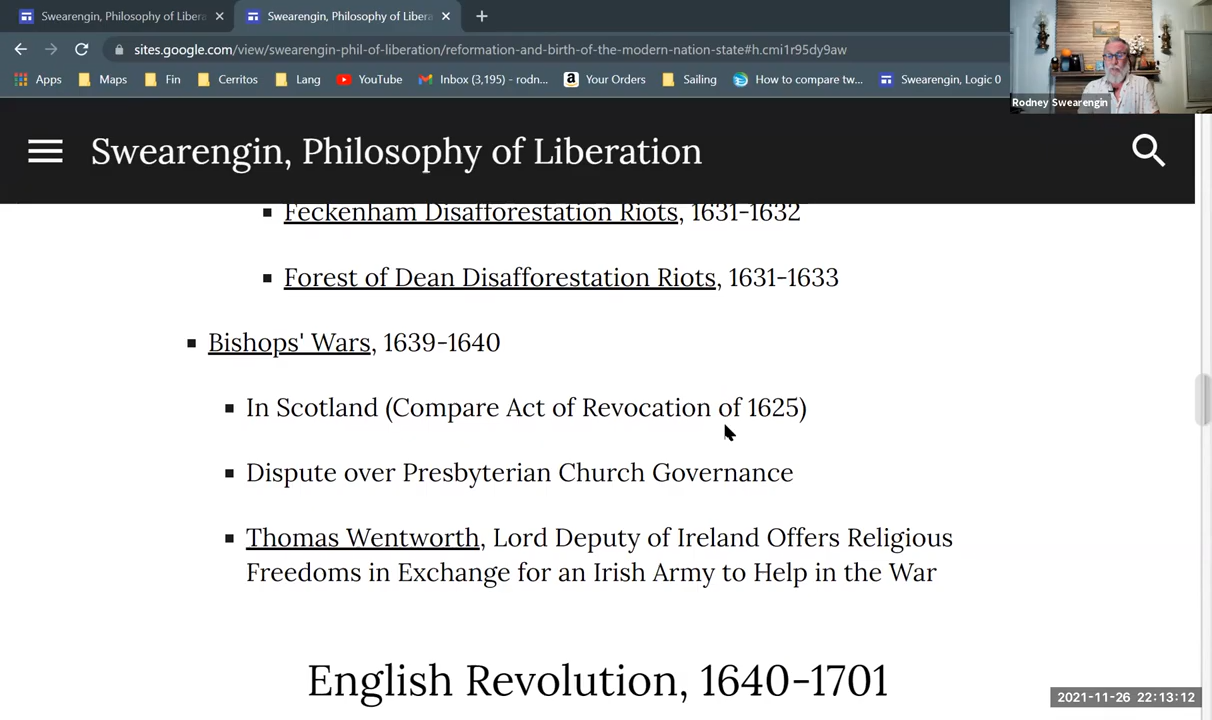 Swearengin, Philosophy of Libera
Swearengin, Philosophy of Libera
sites.google.com/view/swearengin-phil-of-liberation/reformation-and-birth-of-the-modern-nation-state#h.cmi1r95dy9aw
Apps Maps Fin Cerritos Lang YouTube Inbox (3,195) - rodn... Your Orders Sailing How to compare tw... Swearengin, Logic 0
Rodney Swearengin
Swearengin, Philosophy of Liberation
Feckenham Disafforestation Riots, 1631-1632
Forest of Dean Disafforestation Riots, 1631-1633
Bishops' Wars, 1639-1640
In Scotland (Compare Act of Revocation of 1625)
Dispute over Presbyterian Church Governance
Thomas Wentworth, Lord Deputy of Ireland Offers Religious
Freedoms in Exchange for an Irish Army to Help in the War
English Revolution, 1640-1701
2021-11-26 22:13:12